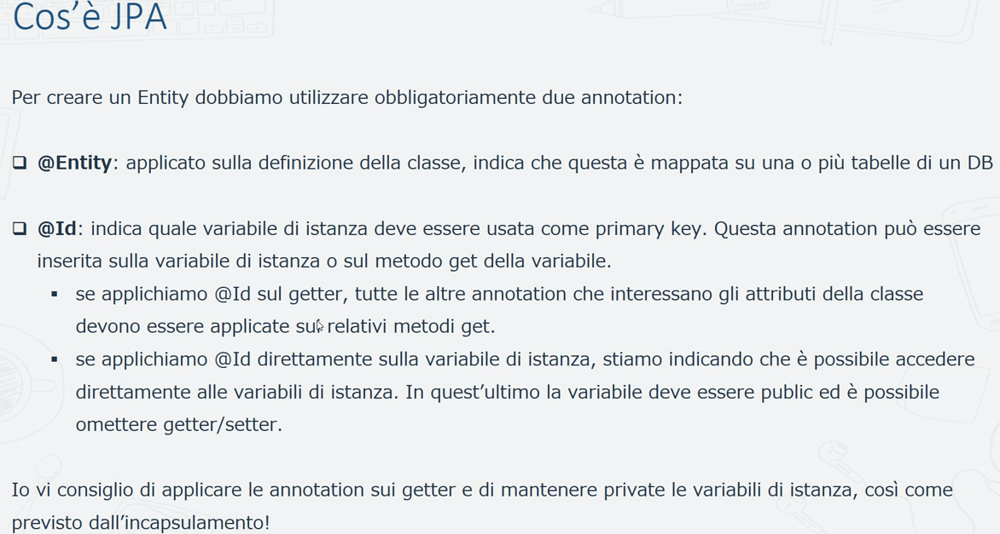 Cos'è JPA
Per creare un Entity dobbiamo utilizzare obbligatoriamente due annotation:
@Entity: applicato sulla definizione della classe, indica che questa è mappata su una o più tabelle di un DB
@Id: indica quale variabile di istanza deve essere usata come primary key. Questa annotation può essere
inserita sulla variabile di istanza o sul metodo get della variabile.
se applichiamo @Id sul getter, tutte le altre annotation che interessano gli attributi della classe
devono essere applicate sui relativi metodi get.
se applichiamo @Id direttamente sulla variabile di istanza, stiamo indicando che è possibile accedere
direttamente alle variabili di istanza. In quest'ultimo la variabile deve essere public ed è possibile
omettere getter/setter.
Io vi consiglio di applicare le annotation sui getter e di mantenere private le variabili di istanza, così come
previsto dall'incapsulamento!